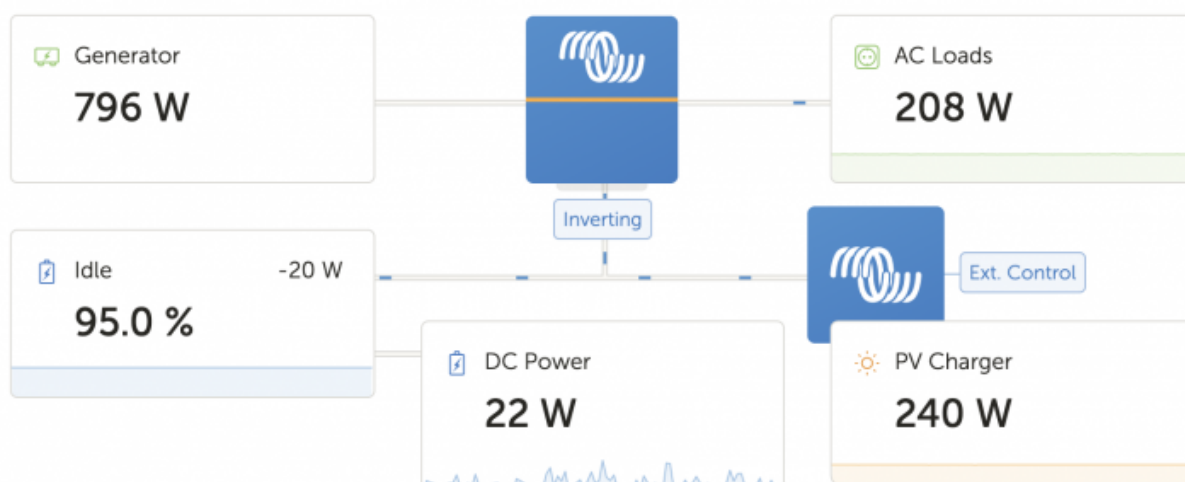 Generator
796 W
AC Loads
208 W
Inverting
Idle -20 W
95.0 %
Ext. Control
DC Power
22 W
PV Charger
240 W